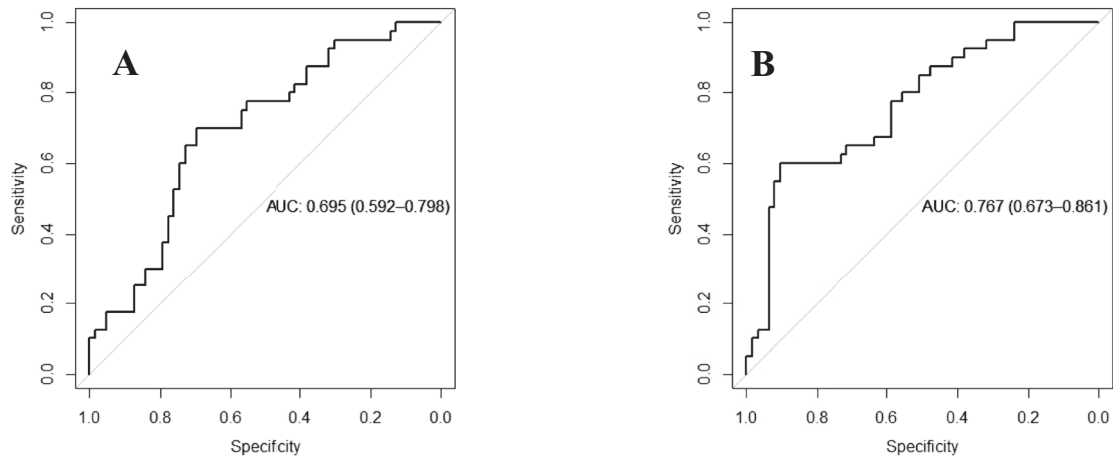 A
Sensitivity
1.0
0.8
0.6
0.4
0.2
0.0
AUC: 0.695 (0.592–0.798)
1.0 0.8 0.6 0.4 0.2 0.0
Specifcity
B
Sensitivity
1.0
0.8
0.6
0.4
0.2
0.0
AUC: 0.767 (0.673–0.861)
1.0 0.8 0.6 0.4 0.2 0.0
Specificity